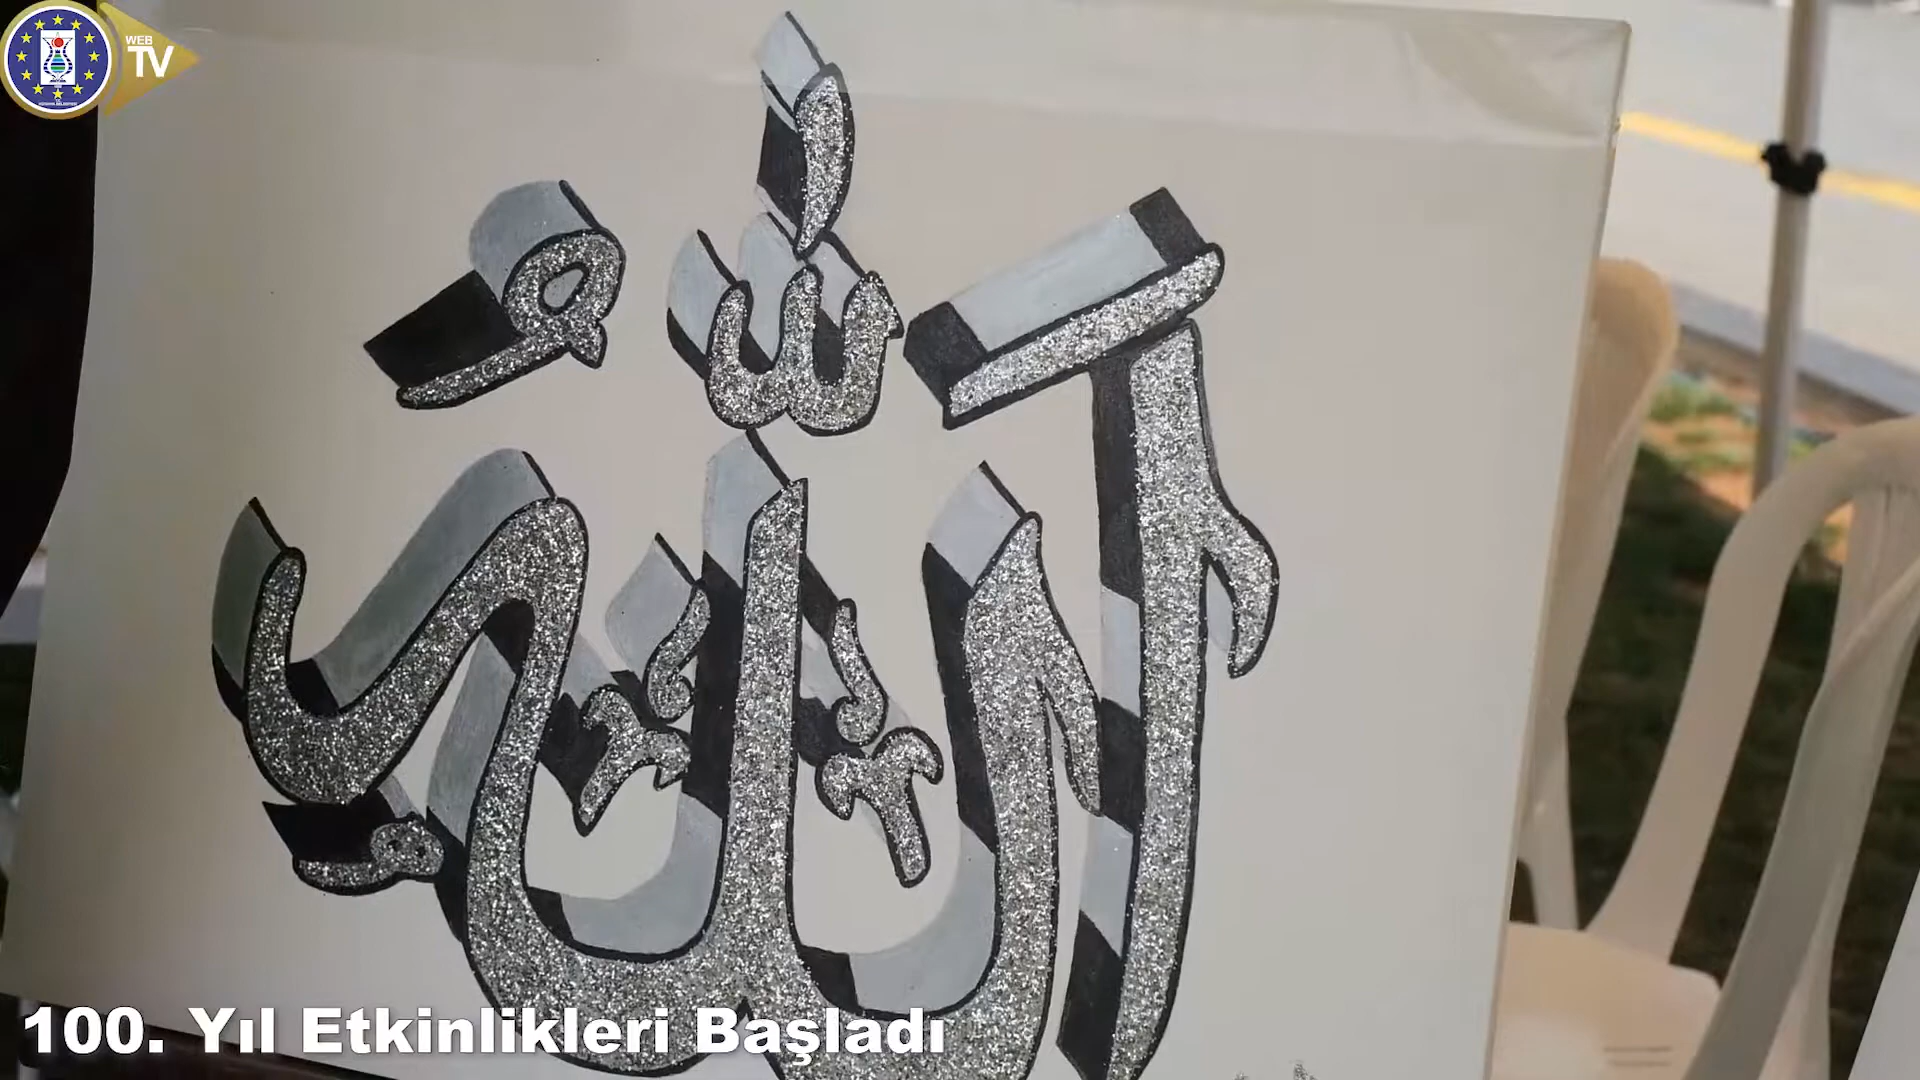 WEB
TV
الله
100. Yıl Etkinlikleri Başladı